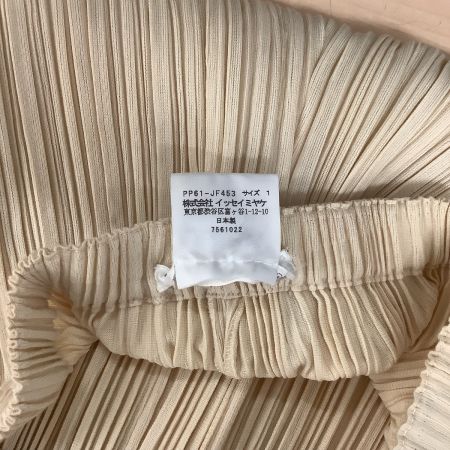 PP61-JF453 サイズ 1
株式会社 イッセイミヤケ
東京都渋谷区富ヶ谷1-12-10
日本製
7561022